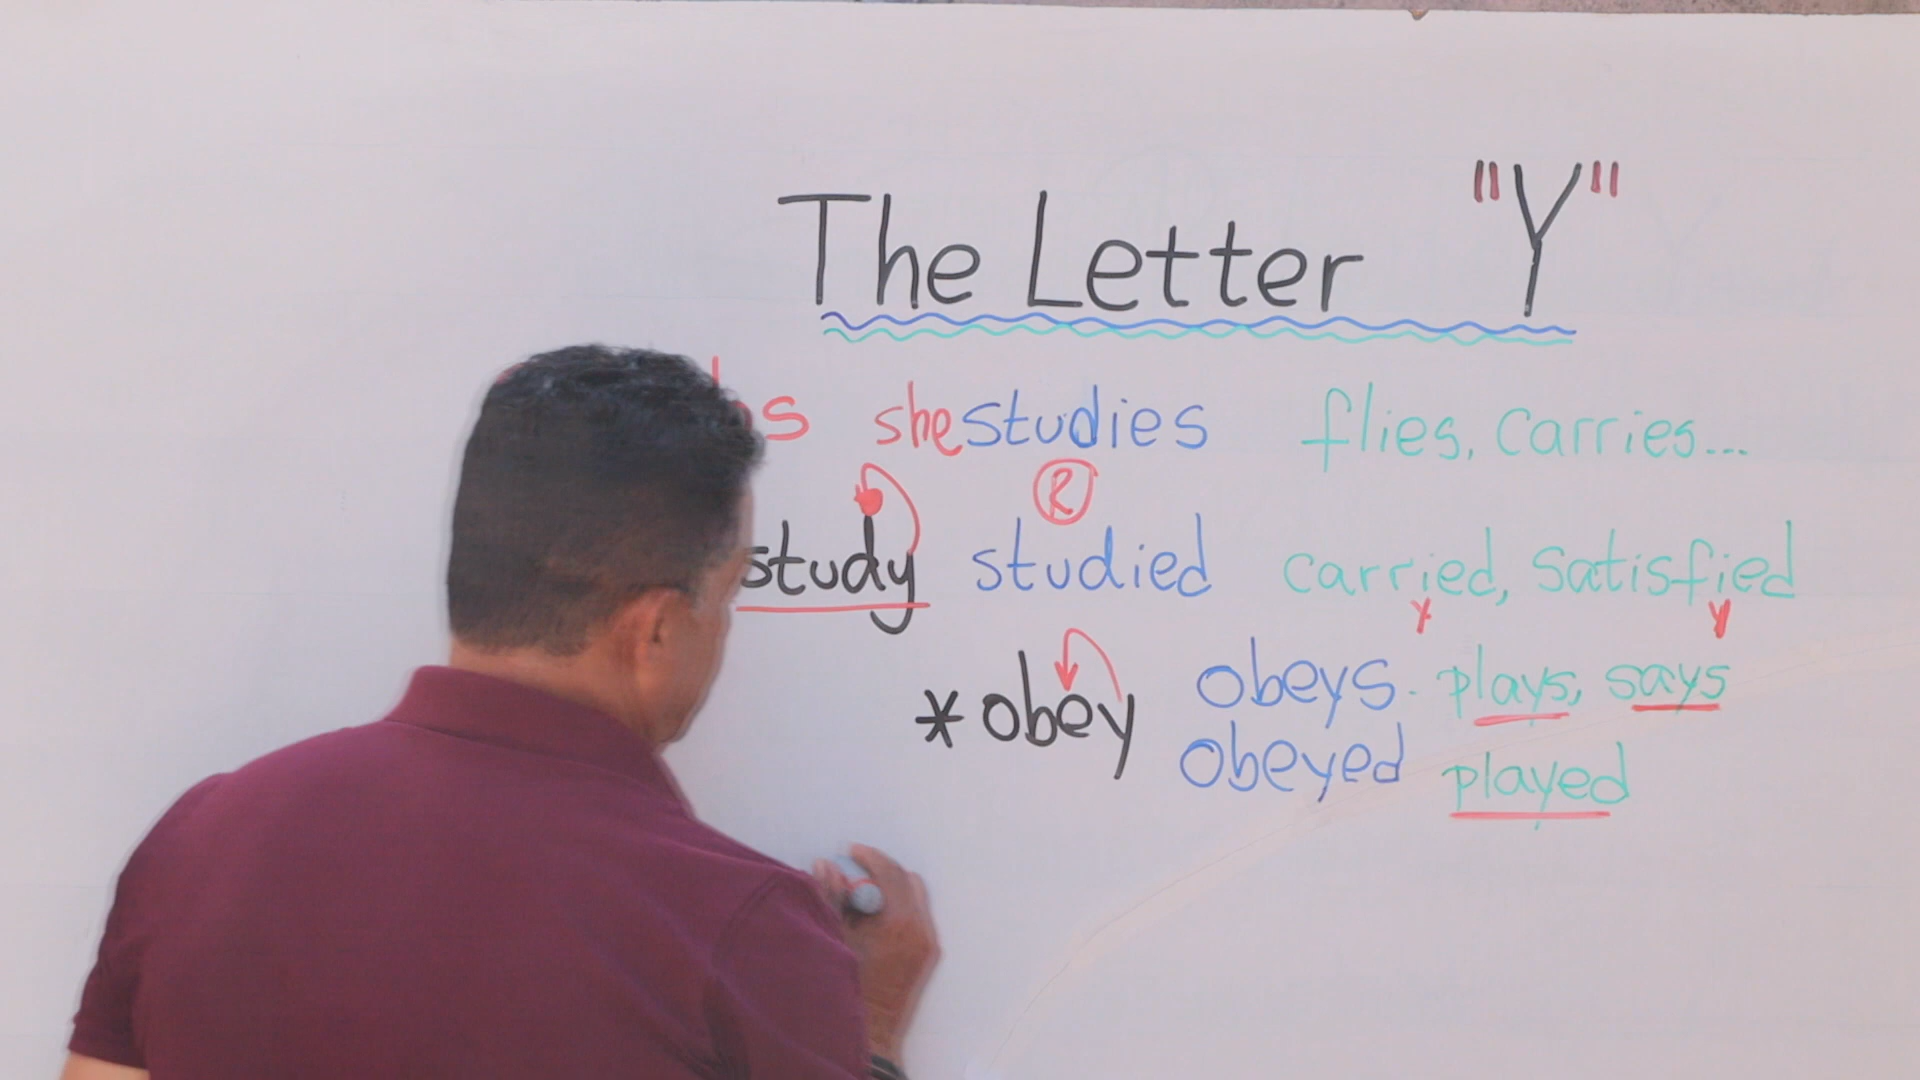 The Letter "Y"
she studies flies, carries...
R
study studied carried, Satisfied
y y
* obey obeys. plays, says
obeyed played